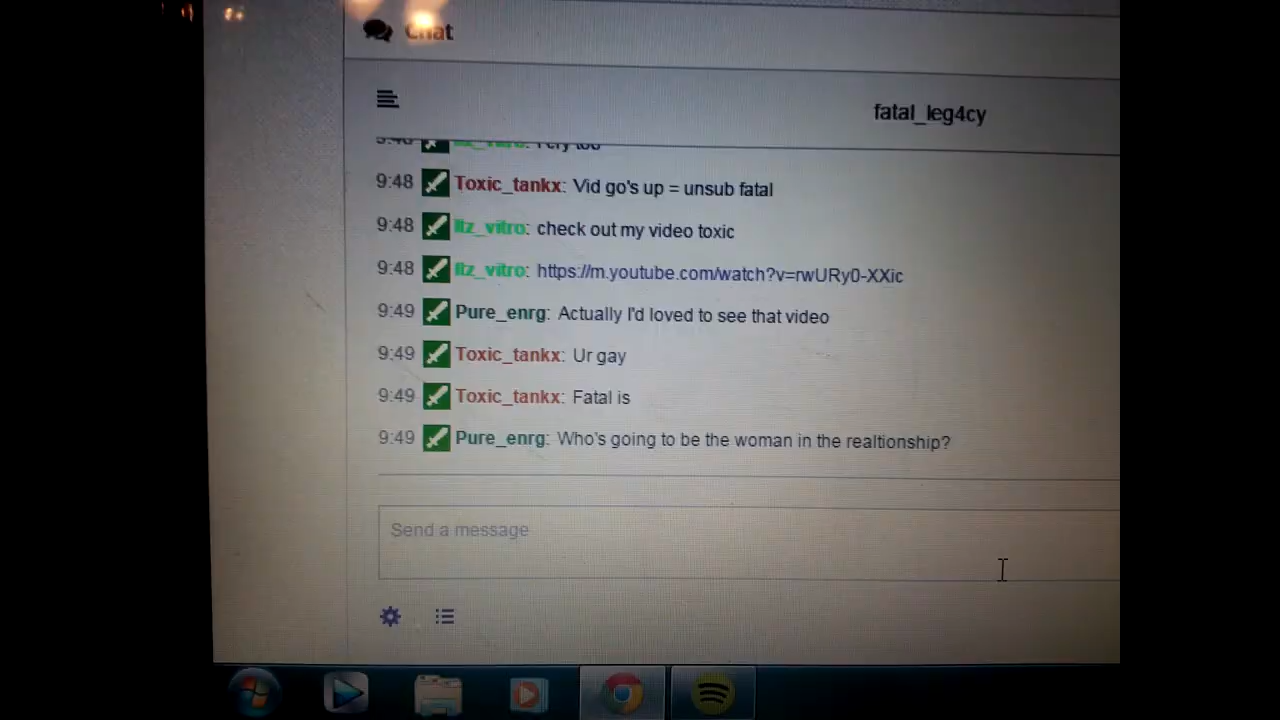 Chat
fatal_leg4cy
9:48 Toxic_tankx: Vid go's up = unsub fatal
9:48 Itz_vitro: check out my video toxic
9:48 Itz_vitro: https://m.youtube.com/watch?v=rwURy0-XXic
9:49 Pure_enrg: Actually I'd loved to see that video
9:49 Toxic_tankx: Ur gay
9:49 Toxic_tankx: Fatal is
9:49 Pure_enrg: Who's going to be the woman in the realtionship?
Send a message